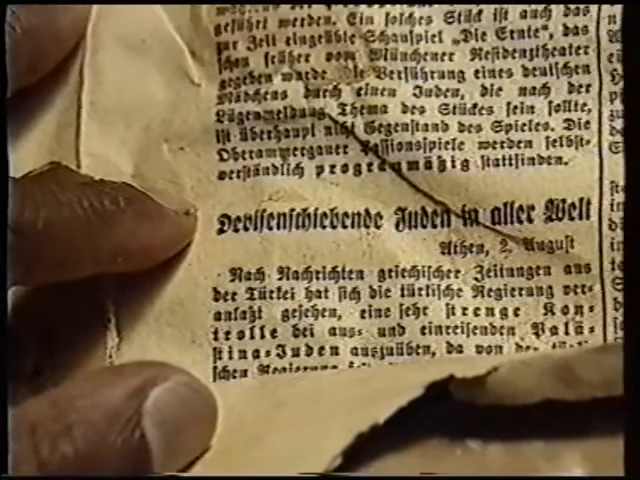 geführt werden. Ein solches Stück ist auch das
zur Zeit eingeübte Schauspiel „Die Ernte“, das
schon früher vom Münchener Residenztheater
gegeben wurde. Die Verführung eines deutschen
Mädchens durch einen Juden, die nach der
Lügenmeldung Thema des Stückes sein sollte,
ist überhaupt nicht Gegenstand des Spieles. Die
Oberammergauer Passionsspiele werden selbst-
verständlich programmäßig stattfinden.
Devisenschiebende Juden in aller Welt
Athen, 2. August
Nach Nachrichten griechischer Zeitungen aus
der Türkei hat sich die türkische Regierung ver-
anlaßt gesehen, eine sehr strenge Kon-
trolle bei aus- und einreisenden Palä-
stina-Juden auszuüben, da von der
schen Regierung